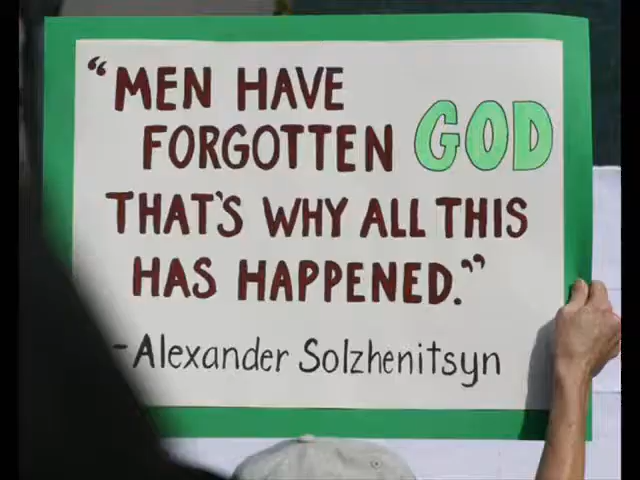 “MEN HAVE
FORGOTTEN GOD
THAT'S WHY ALL THIS
HAS HAPPENED.”
-Alexander Solzhenitsyn